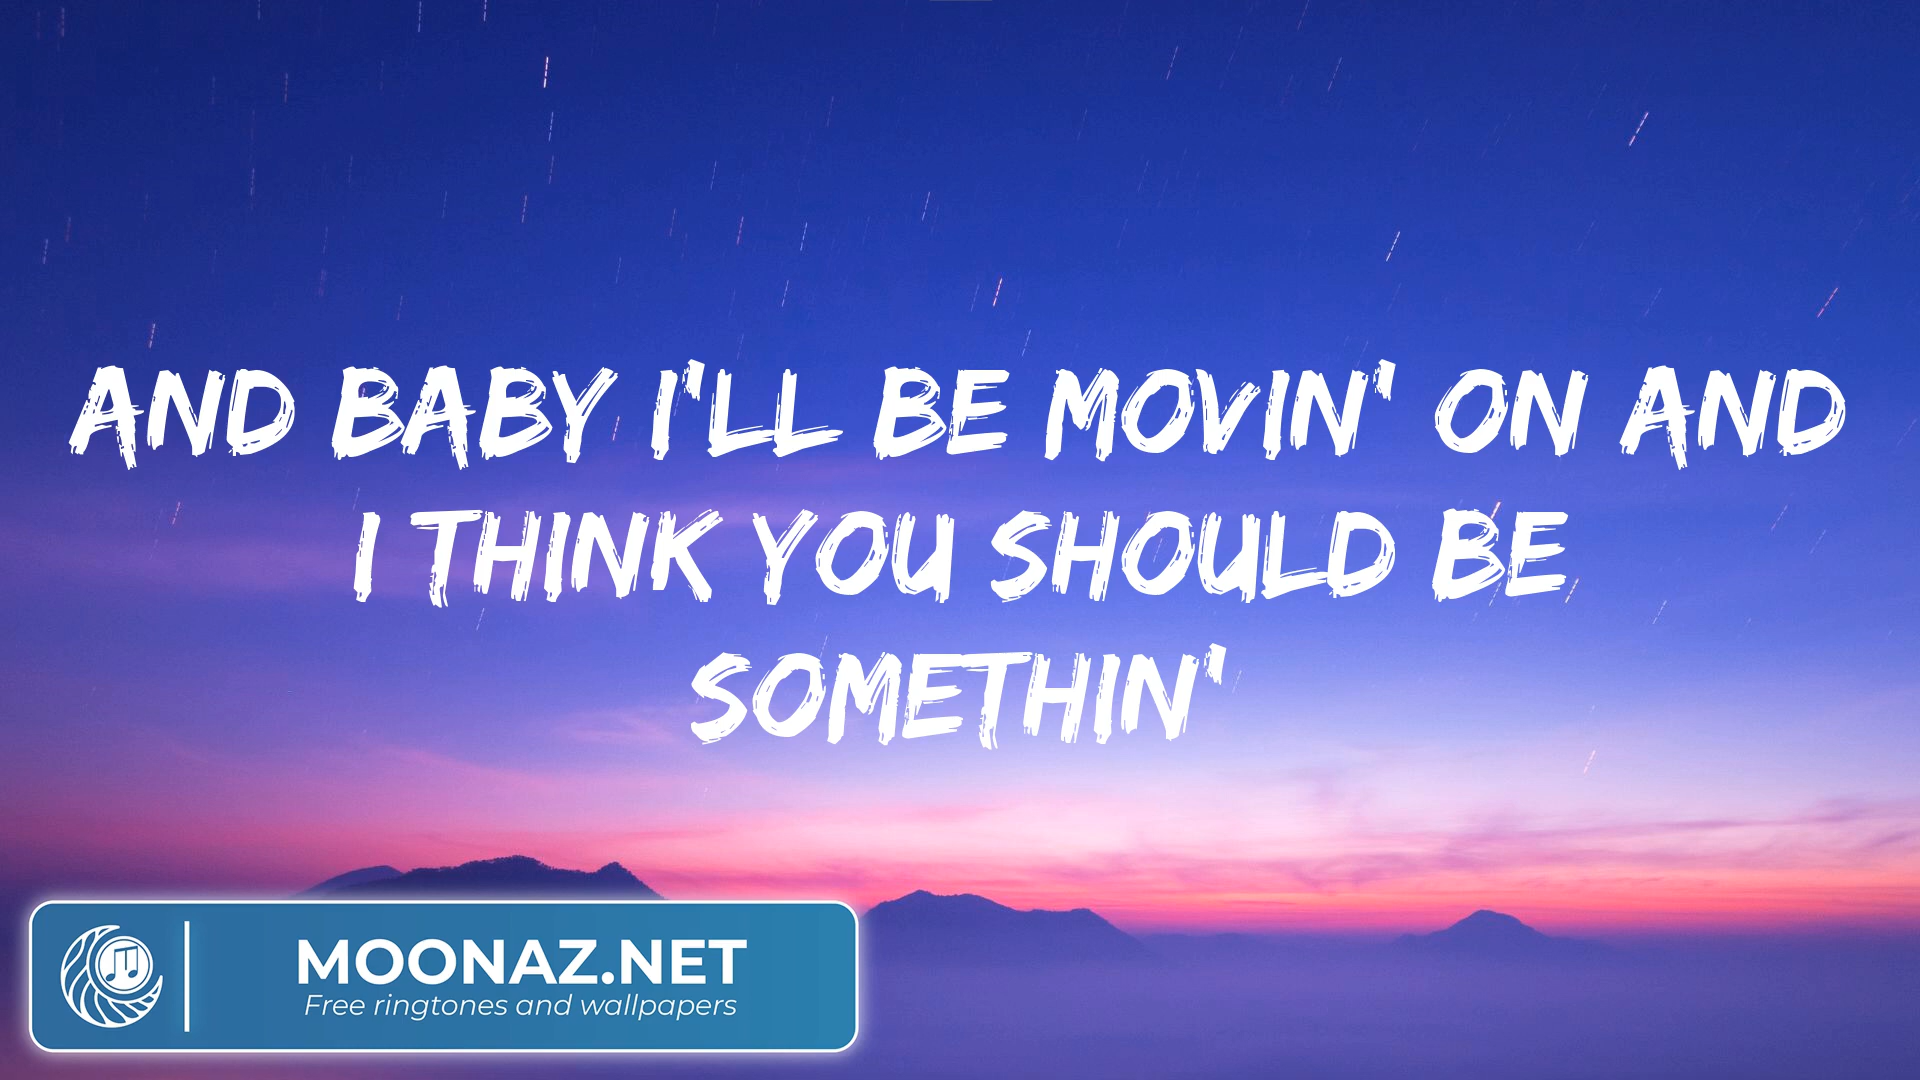 AND BABY I'LL BE MOVIN' ON AND
I THINK YOU SHOULD BE
SOMETHIN'
MOONAZ.NET
Free ringtones and wallpapers